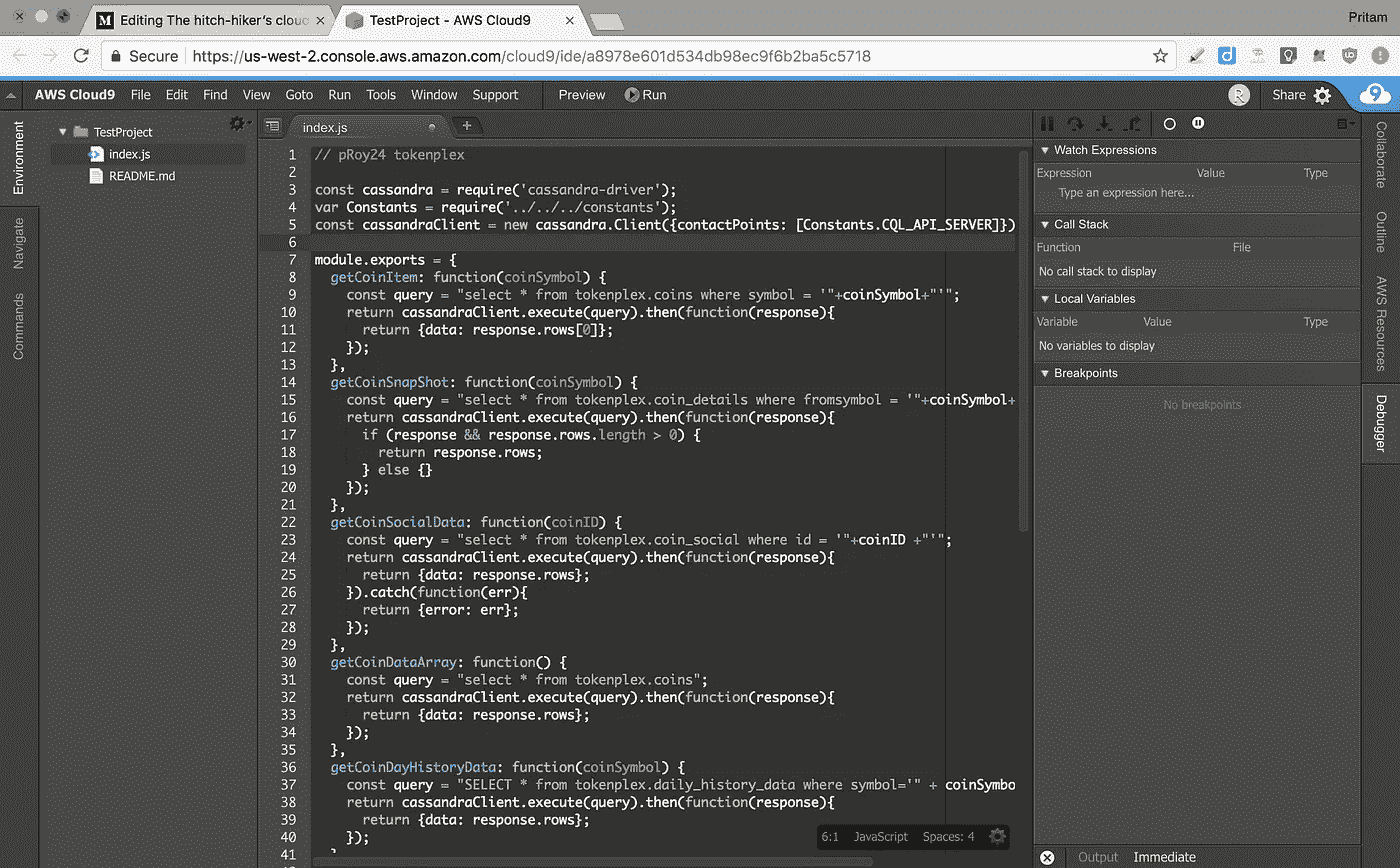 Editing The hitch-hiker's cloud
TestProject - AWS Cloud9
Pritam
Secure
https://us-west-2.console.aws.amazon.com/cloud9/ide/a8978e601d534db98ec9f6b2ba5c5718
AWS Cloud9 File Edit Find View Goto Run Tools Window Support Preview Run R Share 9
Environment
Navigate
Commands
TestProject
index.js
README.md
index.js
1 // pRoy24 tokenplex
2
3 const cassandra = require('cassandra-driver');
4 var Constants = require('../../../constants');
5 const cassandraClient = new cassandra.Client({contactPoints: [Constants.CQL_API_SERVER]})
6
7 module.exports = {
8 getCoinItem: function(coinSymbol) {
9 const query = "select * from tokenplex.coins where symbol = '"+coinSymbol+"'";
10 return cassandraClient.execute(query).then(function(response){
11 return {data: response.rows[0]};
12 });
13 },
14 getCoinSnapShot: function(coinSymbol) {
15 const query = "select * from tokenplex.coin_details where fromsymbol = '"+coinSymbol+
16 return cassandraClient.execute(query).then(function(response){
17 if (response && response.rows.length > 0) {
18 return response.rows;
19 } else {}
20 });
21 },
22 getCoinSocialData: function(coinID) {
23 const query = "select * from tokenplex.coin_social where id = '"+coinID +"'";
24 return cassandraClient.execute(query).then(function(response){
25 return {data: response.rows};
26 }).catch(function(err){
27 return {error: err};
28 });
29 },
30 getCoinDataArray: function() {
31 const query = "select * from tokenplex.coins";
32 return cassandraClient.execute(query).then(function(response){
33 return {data: response.rows};
34 });
35 },
36 getCoinDayHistoryData: function(coinSymbol) {
37 const query = "SELECT * from tokenplex.daily_history_data where symbol='" + coinSymbo
38 return cassandraClient.execute(query).then(function(response){
39 return {data: response.rows};
40 });
41 }
6:1 JavaScript Spaces: 4
Watch Expressions
Expression Value Type
Type an expression here...
Call Stack
Function File
No call stack to display
Local Variables
Variable Value Type
No variables to display
Breakpoints
No breakpoints
Output Immediate
Collaborate
Outline
AWS Resources
Debugger